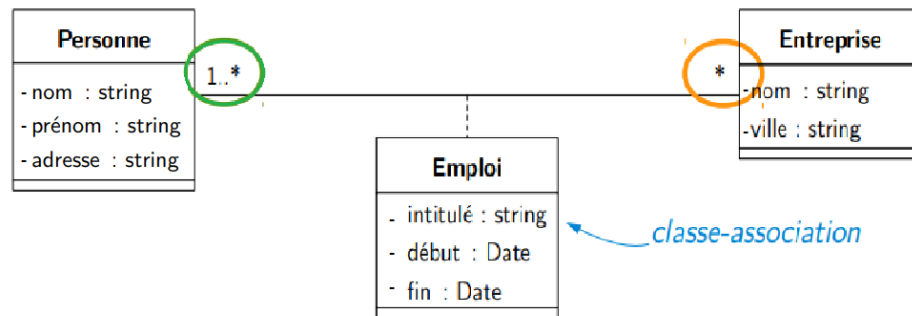 Personne
- nom : string
- prénom : string
- adresse : string
1..*
*
Entreprise
-nom : string
-ville : string
Emploi
- intitulé : string
- début : Date
- fin : Date
classe-association